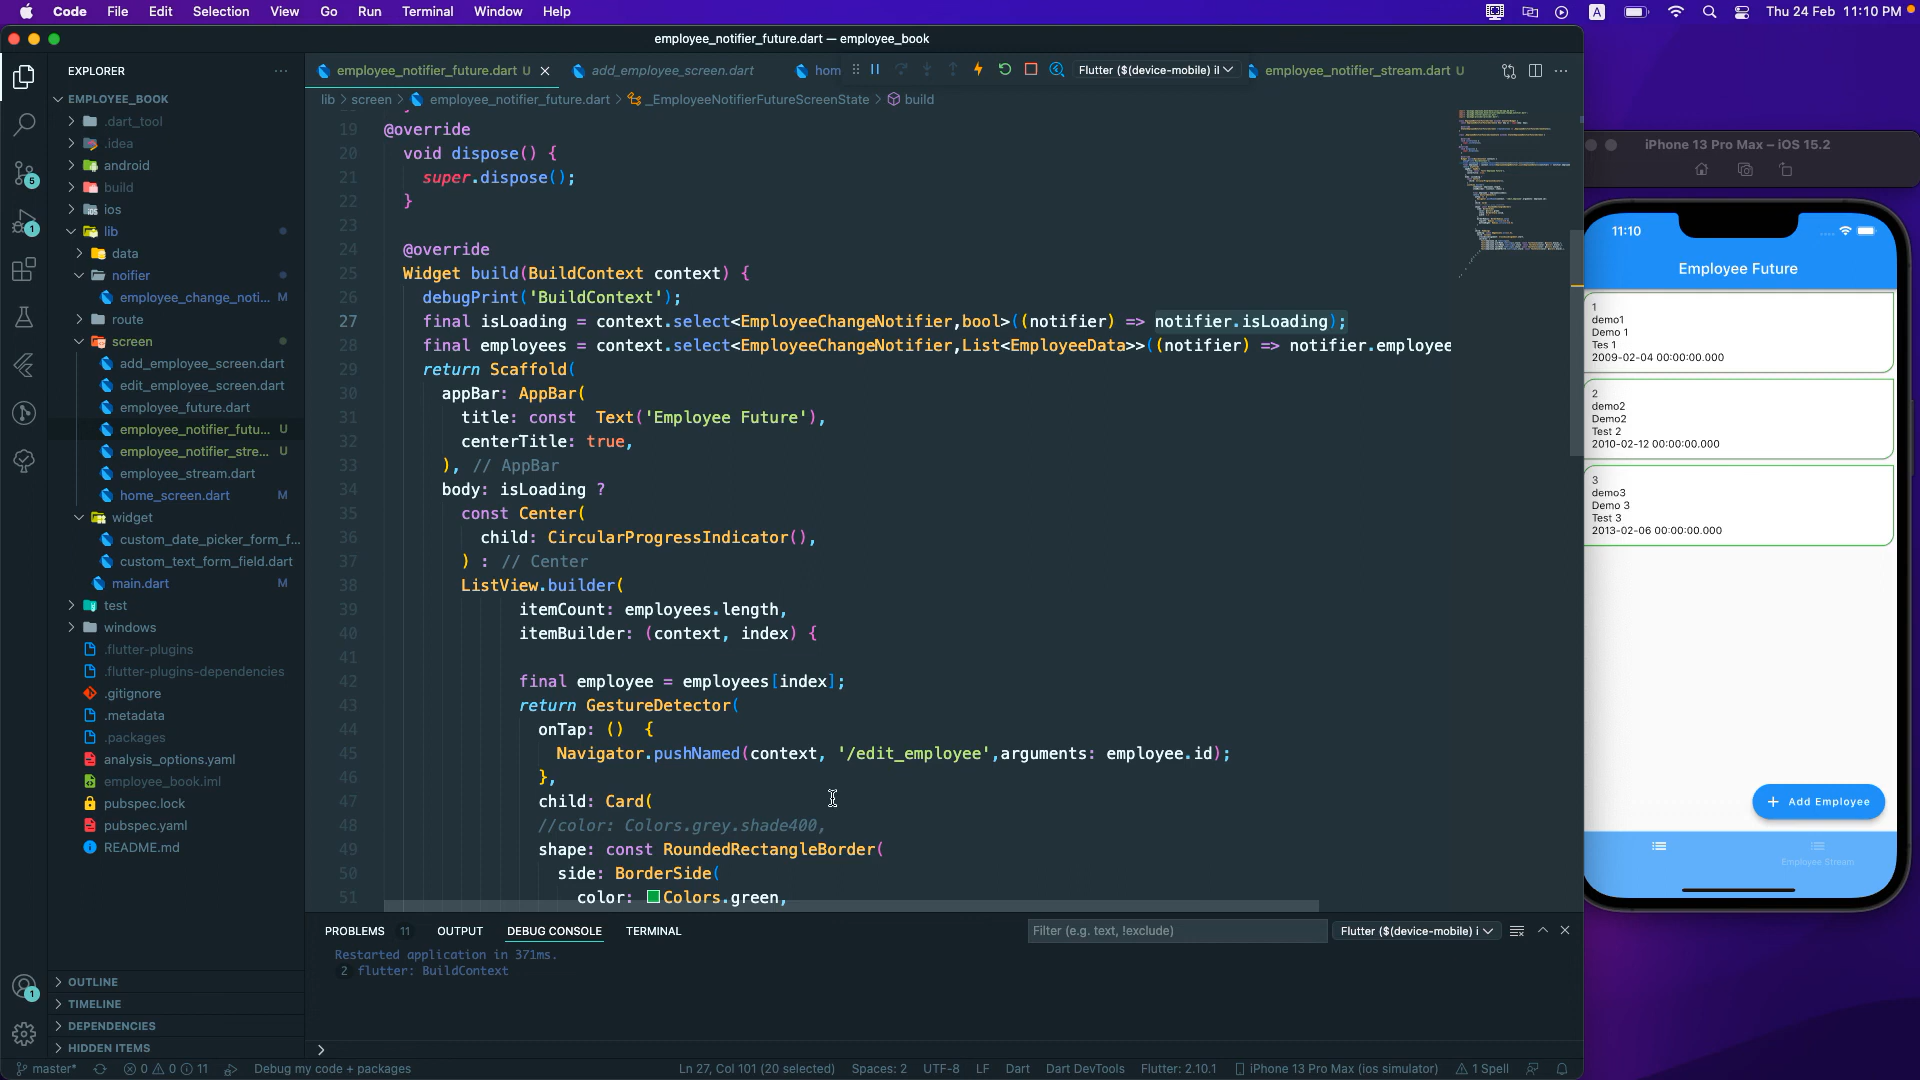 Code File Edit Selection View Go Run Terminal Window Help
A Thu 24 Feb 11:10 PM
employee_notifier_future.dart — employee_book
EXPLORER
employee_notifier_future.dart U
add_employee_screen.dart
hom
Flutter ($(device-mobile) il
employee_notifier_stream.dart U
lib > screen > employee_notifier_future.dart > _EmployeeNotifierFutureScreenState > build
EMPLOYEE_BOOK
.dart_tool
.idea
android
build
ios
lib
data
noifier
employee_change_noti... M
route
screen
add_employee_screen.dart
edit_employee_screen.dart
employee_future.dart
employee_notifier_futu... U
employee_notifier_stre... U
employee_stream.dart
home_screen.dart M
widget
custom_date_picker_form_f...
custom_text_form_field.dart
main.dart M
test
windows
.flutter-plugins
.flutter-plugins-dependencies
.gitignore
.metadata
.packages
analysis_options.yaml
employee_book.iml
pubspec.lock
pubspec.yaml
README.md
OUTLINE
TIMELINE
DEPENDENCIES
HIDDEN ITEMS
5
1
1
19 @override
20 void dispose() {
21 super.dispose();
22 }
23
24 @override
25 Widget build(BuildContext context) {
26 debugPrint('BuildContext');
27 final isLoading = context.select<EmployeeChangeNotifier,bool>((notifier) => notifier.isLoading);
28 final employees = context.select<EmployeeChangeNotifier,List<EmployeeData>>((notifier) => notifier.employee
29 return Scaffold(
30 appBar: AppBar(
31 title: const  Text('Employee Future'),
32 centerTitle: true,
33 ), // AppBar
34 body: isLoading ?
35 const Center(
36 child: CircularProgressIndicator(),
37 ) : // Center
38 ListView.builder(
39 itemCount: employees.length,
40 itemBuilder: (context, index) {
41
42 final employee = employees[index];
43 return GestureDetector(
44 onTap: ()  {
45 Navigator.pushNamed(context, '/edit_employee',arguments: employee.id);
46 },
47 child: Card(
48 //color: Colors.grey.shade400,
49 shape: const RoundedRectangleBorder(
50 side: BorderSide(
51 color: Colors.green,
PROBLEMS 11 OUTPUT DEBUG CONSOLE TERMINAL
Filter (e.g. text, !exclude)
Flutter ($(device-mobile) i
Restarted application in 371ms.
2 flutter: BuildContext
>
master* 0 0 11 Debug my code + packages
Ln 27, Col 101 (20 selected) Spaces: 2 UTF-8 LF Dart Dart DevTools Flutter: 2.10.1 iPhone 13 Pro Max (ios simulator) 1 Spell
iPhone 13 Pro Max – iOS 15.2
11:10
Employee Future
1
demo1
Demo 1
Tes 1
2009-02-04 00:00:00.000
2
demo2
Demo2
Test 2
2010-02-12 00:00:00.000
3
demo3
Demo 3
Test 3
2013-02-06 00:00:00.000
+ Add Employee
Employee Stream